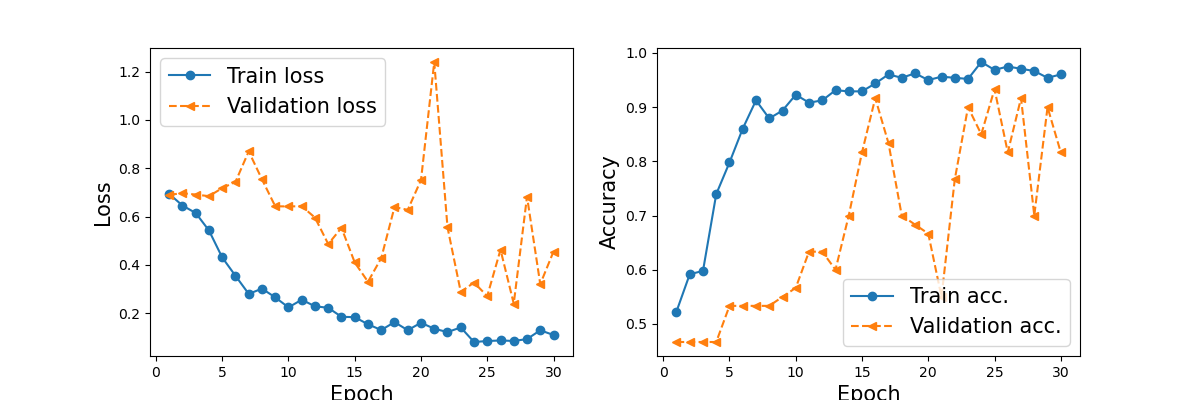 Train loss
Validation loss
Loss
1.2
1.0
0.8
0.6
0.4
0.2
0 5 10 15 20 25 30
Epoch
Accuracy
1.0
0.9
0.8
0.7
0.6
0.5
Train acc.
Validation acc.
0 5 10 15 20 25 30
Epoch